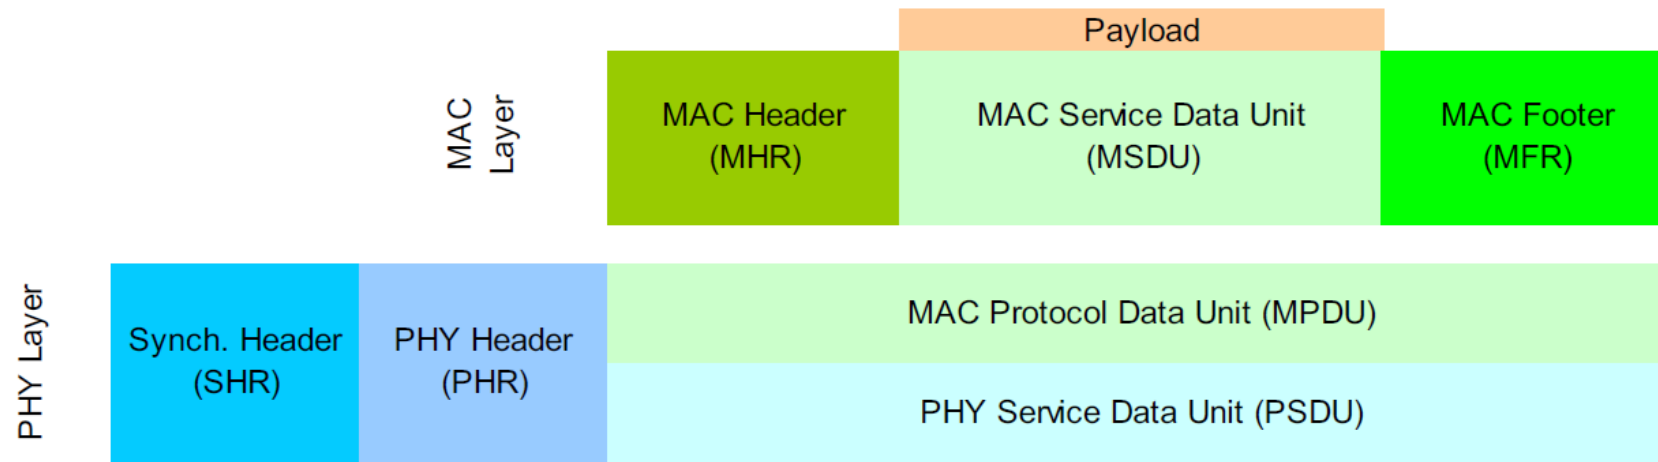 Payload
MAC
Layer
MAC Header
(MHR)
MAC Service Data Unit
(MSDU)
MAC Footer
(MFR)
PHY Layer
Synch. Header
(SHR)
PHY Header
(PHR)
MAC Protocol Data Unit (MPDU)
PHY Service Data Unit (PSDU)